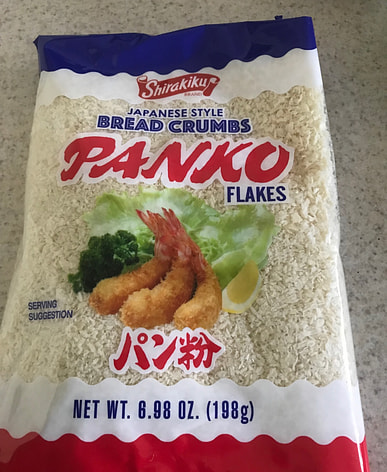 Shirakiku
BRAND
JAPANESE STYLE
BREAD CRUMBS
PANKO
FLAKES
SERVING
SUGGESTION
パン粉
NET WT. 6.98 OZ. (198g)